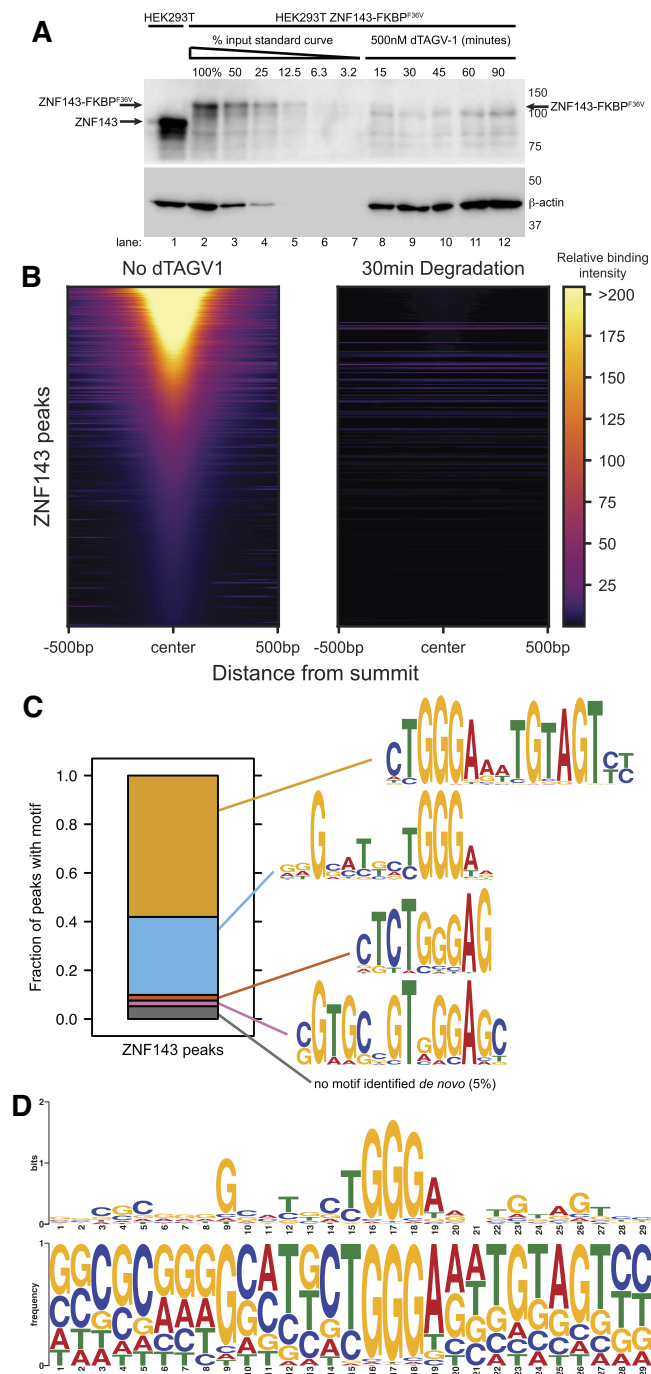 A
HEK293T
HEK293T ZNF143-FKBPF36V
% input standard curve
500nM dTAGV-1 (minutes)
100% 50 25 12.5 6.3 3.2 15 30 45 60 90
ZNF143-FKBPF36V
ZNF143
150
ZNF143-FKBPF36V
100
75
50
β-actin
37
lane: 1 2 3 4 5 6 7 8 9 10 11 12
B
No dTAGV1
30min Degradation
Relative binding
intensity
>200
175
150
125
100
75
50
25
ZNF143 peaks
-500bp center 500bp
-500bp center 500bp
Distance from summit
C
Fraction of peaks with motif
1.0
0.8
0.6
0.4
0.2
0.0
ZNF143 peaks
CTGGGAAATGTAGTCT
TC
GGGCATGCTGGGAA
CTCTGGGAG
CGTGC GT GGAGC
no motif identified de novo (5%)
D
2
bits
1
0
1 2 3 4 5 6 7 8 9 10 11 12 13 14 15 16 17 18 19 20 21 22 23 24 25 26 27 28 29
1
frequency
0
GGCGCGGGGCATGCTGGGAAATGTAGTCC
1 2 3 4 5 6 7 8 9 10 11 12 13 14 15 16 17 18 19 20 21 22 23 24 25 26 27 28 29